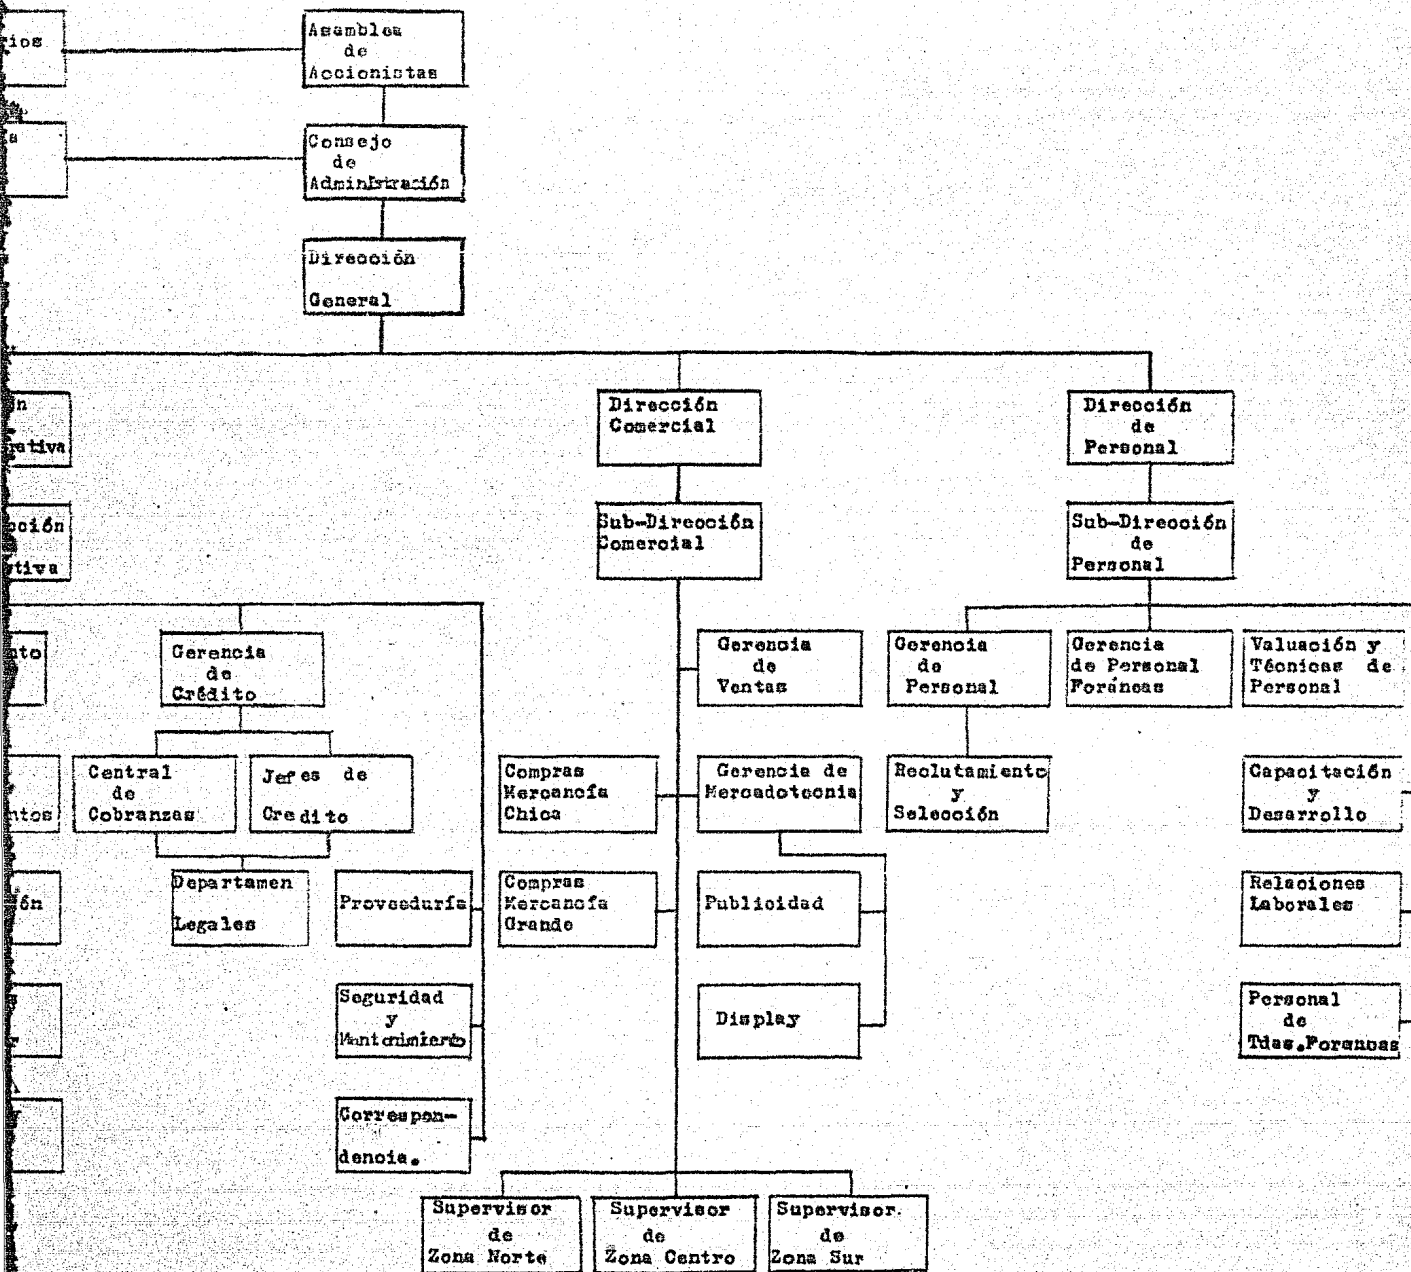 Asamblea
de
Accionistas
Consejo
de
Administración
Dirección
General
Dirección
Comercial
Dirección
de
Personal
Sub-Dirección
Comercial
Sub-Dirección
de
Personal
Gerencia
de
Crédito
Gerencia
de
Ventas
Gerencia
de
Personal
Gerencia
de Personal
Foráneas
Valuación y
Técnicas de
Personal
Central
de
Cobranzas
Jefes de
Credito
Compras
Mercancía
Chica
Gerencia de
Mercadotecnia
Reclutamiento
y
Selección
Capacitación
y
Desarrollo
Departamen
Legales
Proveeduría
Compras
Mercancía
Grande
Publicidad
Relaciones
Laborales
Seguridad
y
Mantenimiento
Display
Personal
de
Tdas.Foraneas
Correspon-
dencia.
Supervisor
de
Zona Norte
Supervisor
de
Zona Centro
Supervisor.
de
Zona Sur